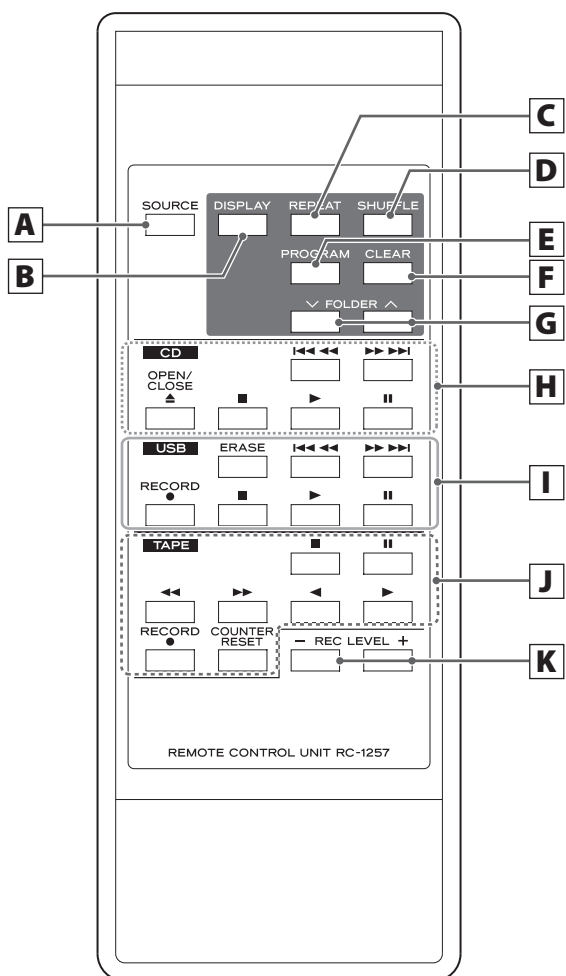 C
D
SOURCE DISPLAY REPEAT SHUFFLE
A
E
PROGRAM CLEAR
B
F
FOLDER
G
CD
OPEN/
CLOSE
H
USB ERASE
RECORD
I
TAPE
J
RECORD COUNTER
RESET
− REC LEVEL +
K
REMOTE CONTROL UNIT RC-1257